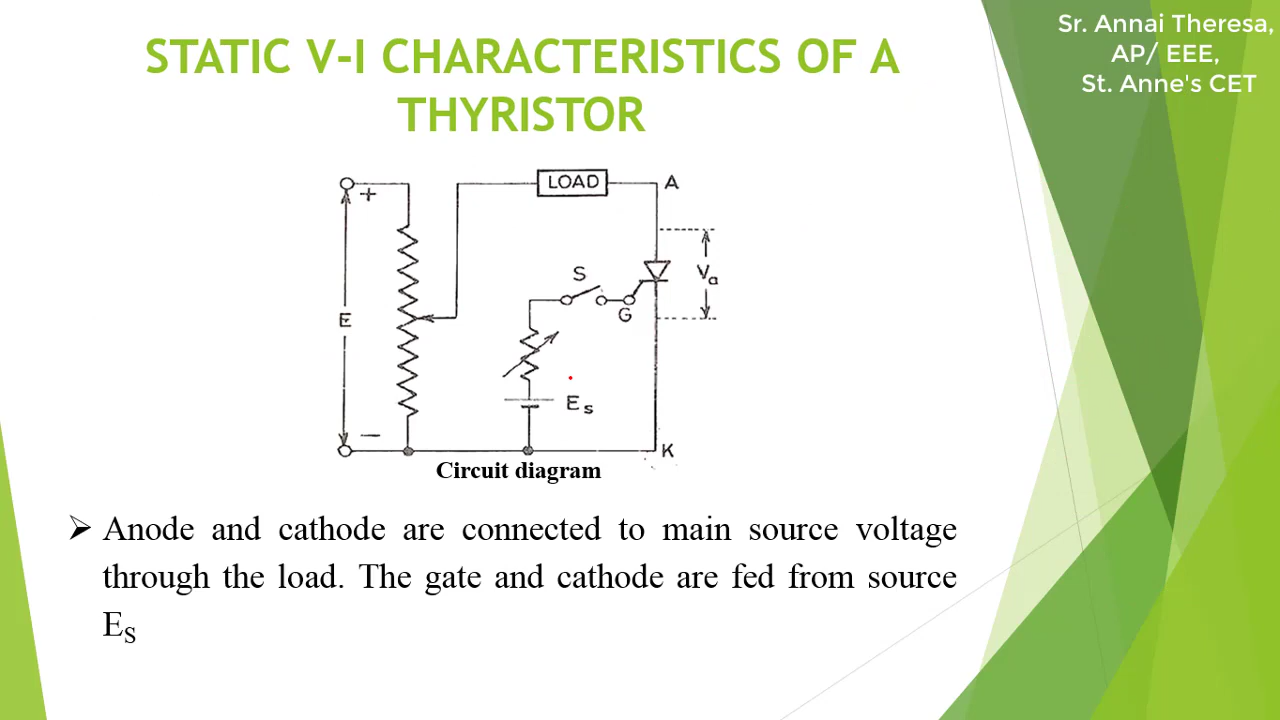 Sr. Annai Theresa,
AP/ EEE,
St. Anne's CET
STATIC V-I CHARACTERISTICS OF A
THYRISTOR
LOAD
A
+
S
Va
G
E
Es
–
K
Circuit diagram
➢ Anode and cathode are connected to main source voltage
through the load. The gate and cathode are fed from source
ES